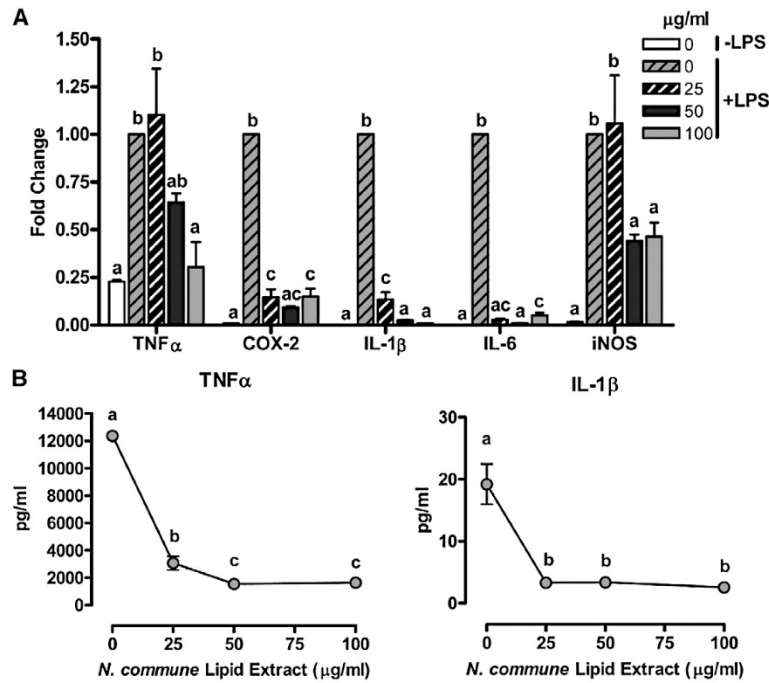 A
μg/ml
0 -LPS
0
25
50
100
+LPS
Fold Change
1.50
1.25
1.00
0.75
0.50
0.25
0.00
a b b ab a
a b c ac c
a b c a a
a b ac a c
a b b a a
TNFα COX-2 IL-1β IL-6 iNOS
B
TNFα
pg/ml
14000
12000
10000
8000
6000
4000
2000
0
a
b
c
c
0 25 50 75 100
N. commune Lipid Extract (μg/ml)
IL-1β
pg/ml
30
20
10
0
a
b
b
b
0 25 50 75 100
N. commune Lipid Extract (μg/ml)